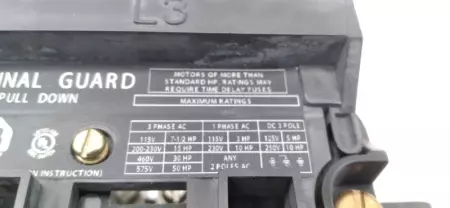 L3
INAL GUARD
PULL DOWN
MOTORS OF MORE THAN
STANDARD HP. RATINGS MAY
REQUIRE TIME DELAY FUSES
MAXIMUM RATINGS
3 PHASE AC 1 PHASE AC DC 2 POLE
115V 7-1/2 HP 115V 3 HP 125V 5 HP
200-230V 15 HP 230V 10 HP 250V 10 HP
460V 30 HP ANY
575V 50 HP 2 POLES AC
ON INSTRUCTION)